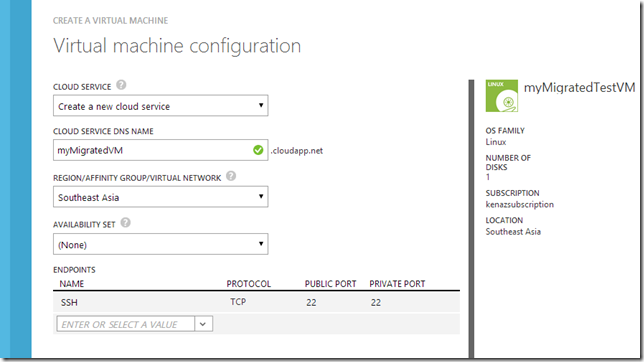 CREATE A VIRTUAL MACHINE
Virtual machine configuration
CLOUD SERVICE ?
Create a new cloud service
CLOUD SERVICE DNS NAME
myMigratedVM .cloudapp.net
REGION/AFFINITY GROUP/VIRTUAL NETWORK ?
Southeast Asia
AVAILABILITY SET ?
(None)
ENDPOINTS
NAME PROTOCOL PUBLIC PORT PRIVATE PORT
SSH TCP 22 22
ENTER OR SELECT A VALUE
LINUX
myMigratedTestVM
OS FAMILY
Linux
NUMBER OF
DISKS
1
SUBSCRIPTION
kenazsubscription
LOCATION
Southeast Asia